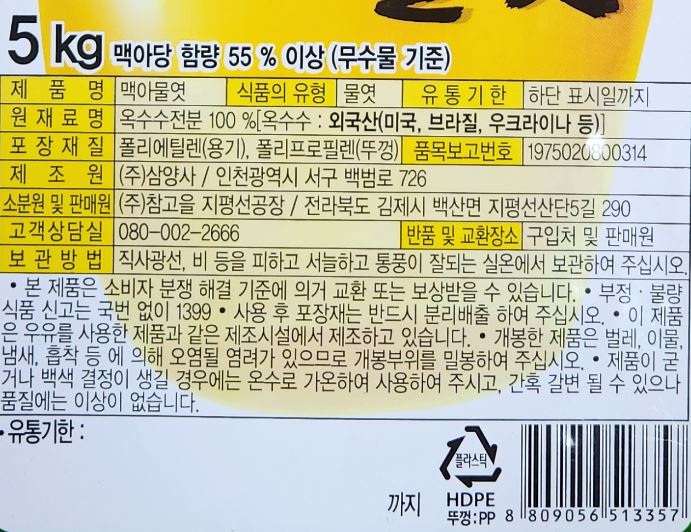 5 kg 맥아당 함량 55 % 이상 (무수물 기준)
제 품 명 맥아물엿 식품의 유형 물엿 유 통 기 한 하단 표시일까지
원 재 료 명 옥수수전분 100 %[옥수수 : 외국산(미국, 브라질, 우크라이나 등)]
포 장 재 질 폴리에틸렌(용기), 폴리프로필렌(뚜껑) 품목보고번호 1975020800314
제 조 원 (주)삼양사 / 인천광역시 서구 백범로 726
소분원 및 판매원 (주)참고을 지평선공장 / 전라북도 김제시 백산면 지평선산단5길 290
고객상담실 080-002-2666 반품 및 교환장소 구입처 및 판매원
보 관 방 법 직사광선, 비 등을 피하고 서늘하고 통풍이 잘되는 실온에서 보관하여 주십시오.
• 본 제품은 소비자 분쟁 해결 기준에 의거 교환 또는 보상받을 수 있습니다. • 부정 · 불량
식품 신고는 국번 없이 1399 • 사용 후 포장재는 반드시 분리배출 하여 주십시오. • 이 제품
은 우유를 사용한 제품과 같은 제조시설에서 제조하고 있습니다. • 개봉한 제품은 벌레, 이물,
냄새, 흡착 등 에 의해 오염될 염려가 있으므로 개봉부위를 밀봉하여 주십시오. • 제품이 굳
거나 백색 결정이 생길 경우에는 온수로 가온하여 사용하여 주시고, 간혹 갈변 될 수 있으나
품질에는 이상이 없습니다.
• 유통기한 :
플라스틱
까지 HDPE
뚜껑:PP 8 809056 513357